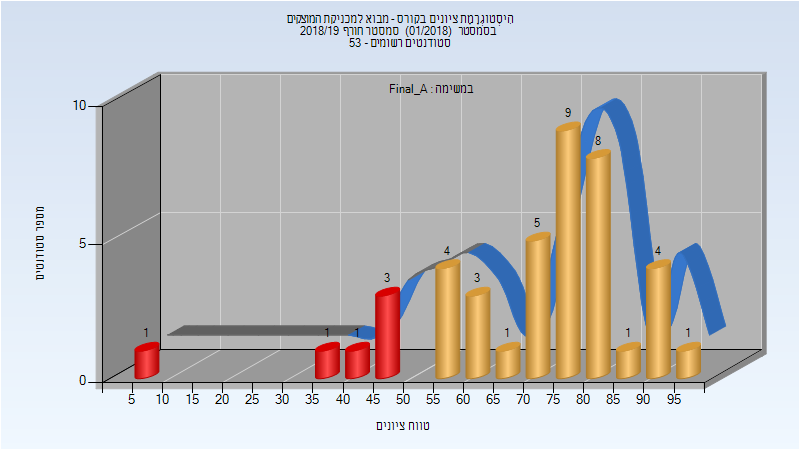 היסטוגרמת ציונים בקורס - מבוא למכניקת המוצקים
בסמסטר (01/2018) סמסטר חורף 2018/19
סטודנטים רשומים - 53
במשימה : Final_A
מספר סטודנטים
10
5
0
1 1 1 3 4 3 1 5 9 8 1 4 1
5 10 15 20 25 30 35 40 45 50 55 60 65 70 75 80 85 90 95
טווח ציונים